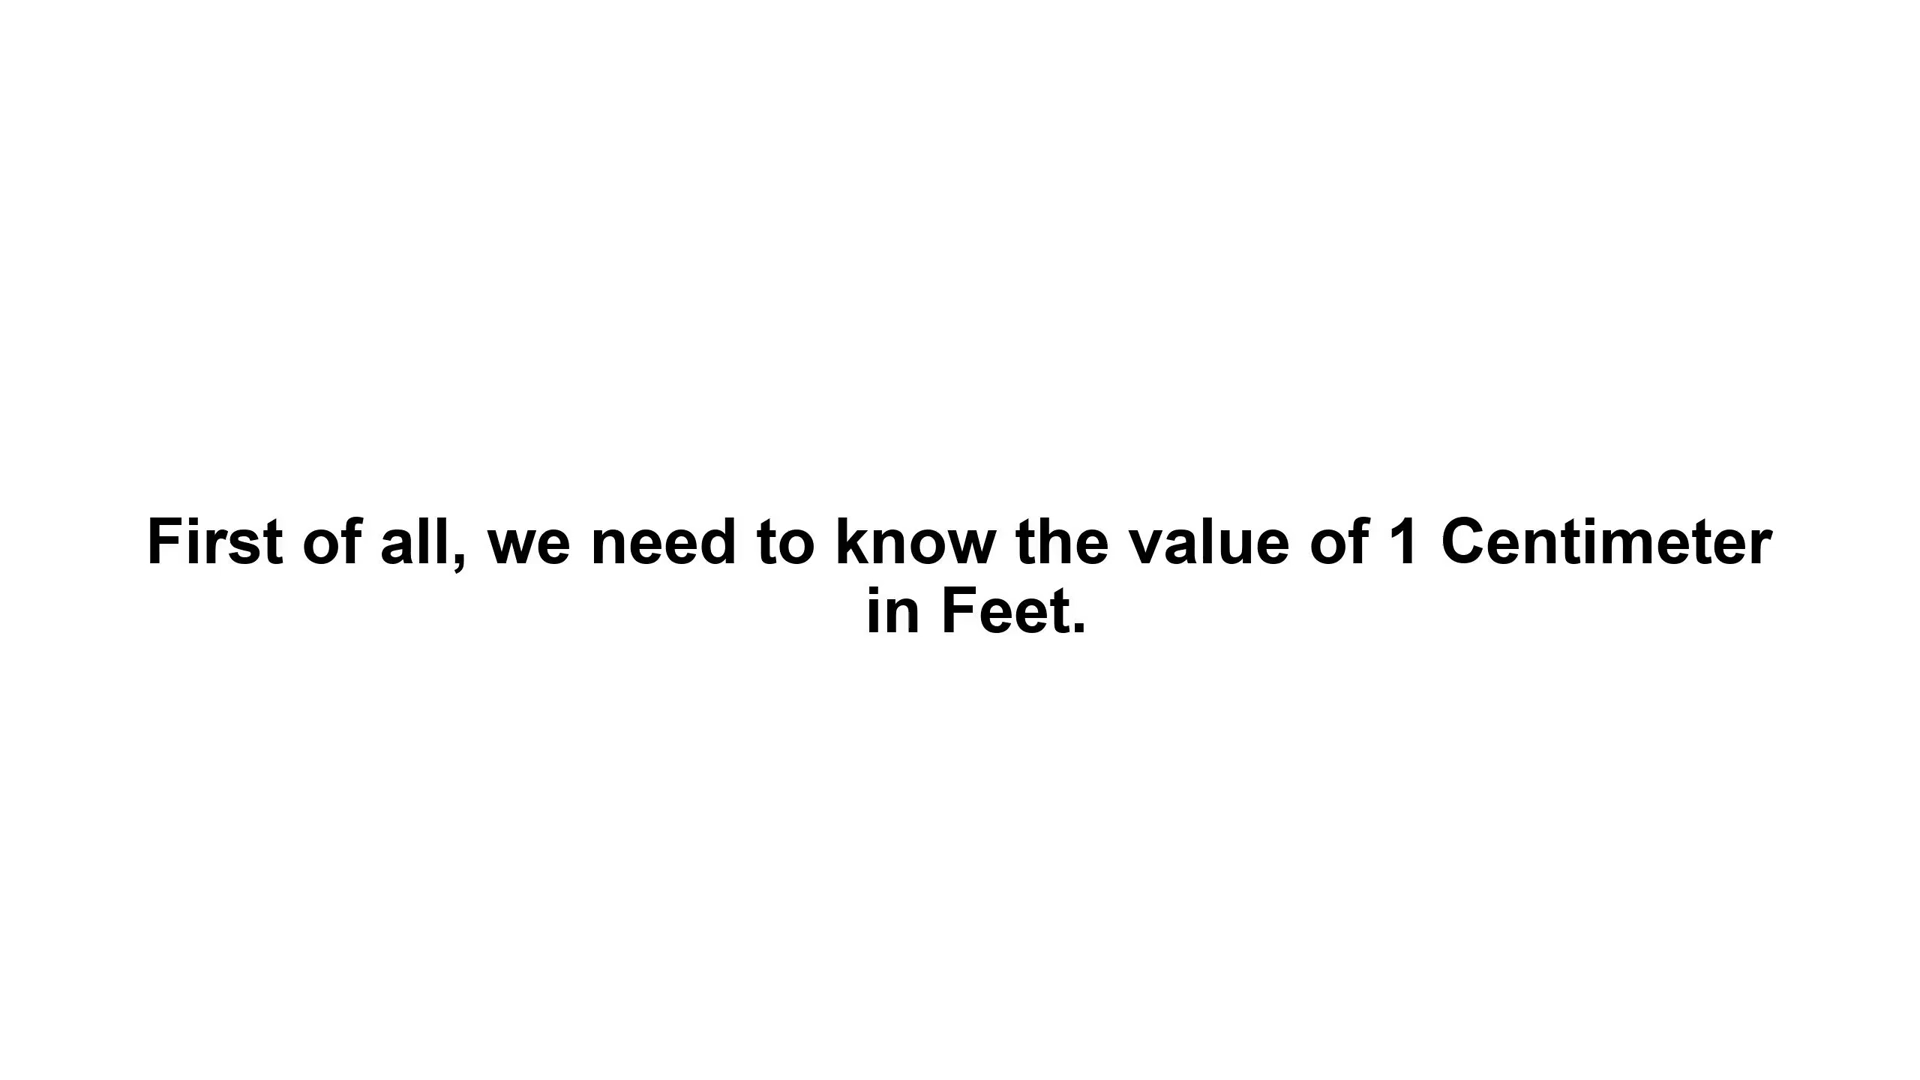 First of all, we need to know the value of 1 Centimeter
in Feet.